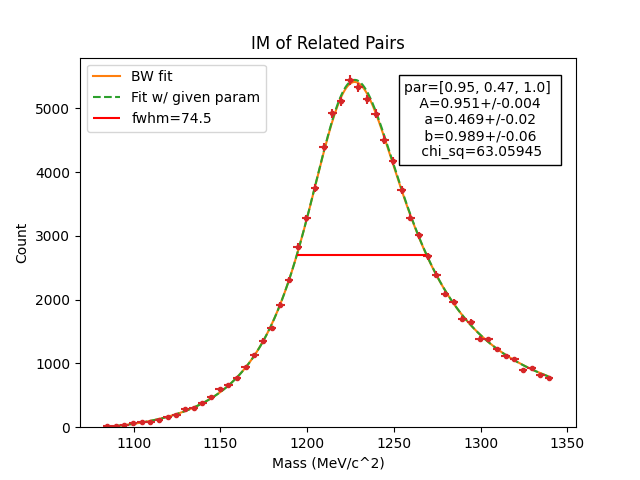 IM of Related Pairs
BW fit
Fit w/ given param
fwhm=74.5
par=[0.95, 0.47, 1.0]
A=0.951+/-0.004
a=0.469+/-0.02
b=0.989+/-0.06
chi_sq=63.05945
Count
5000
4000
3000
2000
1000
0
1100 1150 1200 1250 1300 1350
Mass (MeV/c^2)